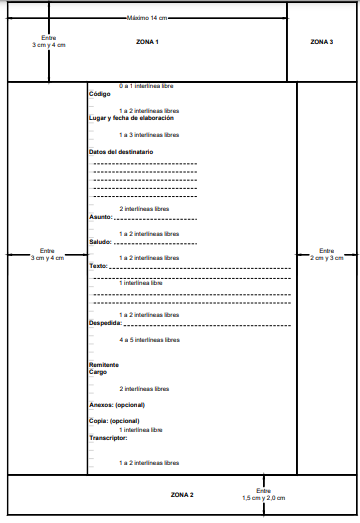 Máximo 14 cm
Entre
3 cm y 4 cm
ZONA 1
ZONA 3
0 a 1 interlínea libre
Código
1 a 2 interlíneas libres
Lugar y fecha de elaboración
1 a 3 interlíneas libres
Datos del destinatario
2 interlíneas libres
Asunto:
1 a 2 interlíneas libres
Saludo:
Entre
3 cm y 4 cm
Entre
2 cm y 3 cm
1 a 2 interlíneas libres
Texto:
1 interlínea libre
1 a 2 interlíneas libres
Despedida:
4 a 5 interlíneas libres
Remitente
Cargo
2 interlíneas libres
Anexos: (opcional)
Copia: (opcional)
1 interlínea libre
Transcriptor:
1 a 2 interlíneas libres
ZONA 2
Entre
1,5 cm y 2,0 cm